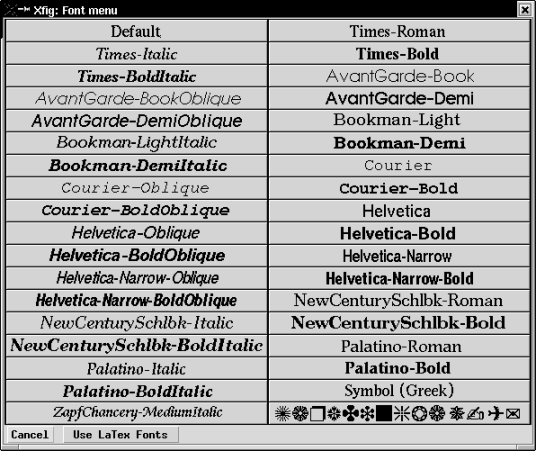 Xfig: Font menu
Default Times-Roman
Times-Italic Times-Bold
Times-BoldItalic AvantGarde-Book
AvantGarde-BookOblique AvantGarde-Demi
AvantGarde-DemiOblique Bookman-Light
Bookman-LightItalic Bookman-Demi
Bookman-DemiItalic Courier
Courier-Oblique Courier-Bold
Courier-BoldOblique Helvetica
Helvetica-Oblique Helvetica-Bold
Helvetica-BoldOblique Helvetica-Narrow
Helvetica-Narrow-Oblique Helvetica-Narrow-Bold
Helvetica-Narrow-BoldOblique NewCenturySchlbk-Roman
NewCenturySchlbk-Italic NewCenturySchlbk-Bold
NewCenturySchlbk-BoldItalic Palatino-Roman
Palatino-Italic Palatino-Bold
Palatino-BoldItalic Symbol (Greek)
ZapfChancery-MediumItalic
Cancel Use LaTex Fonts